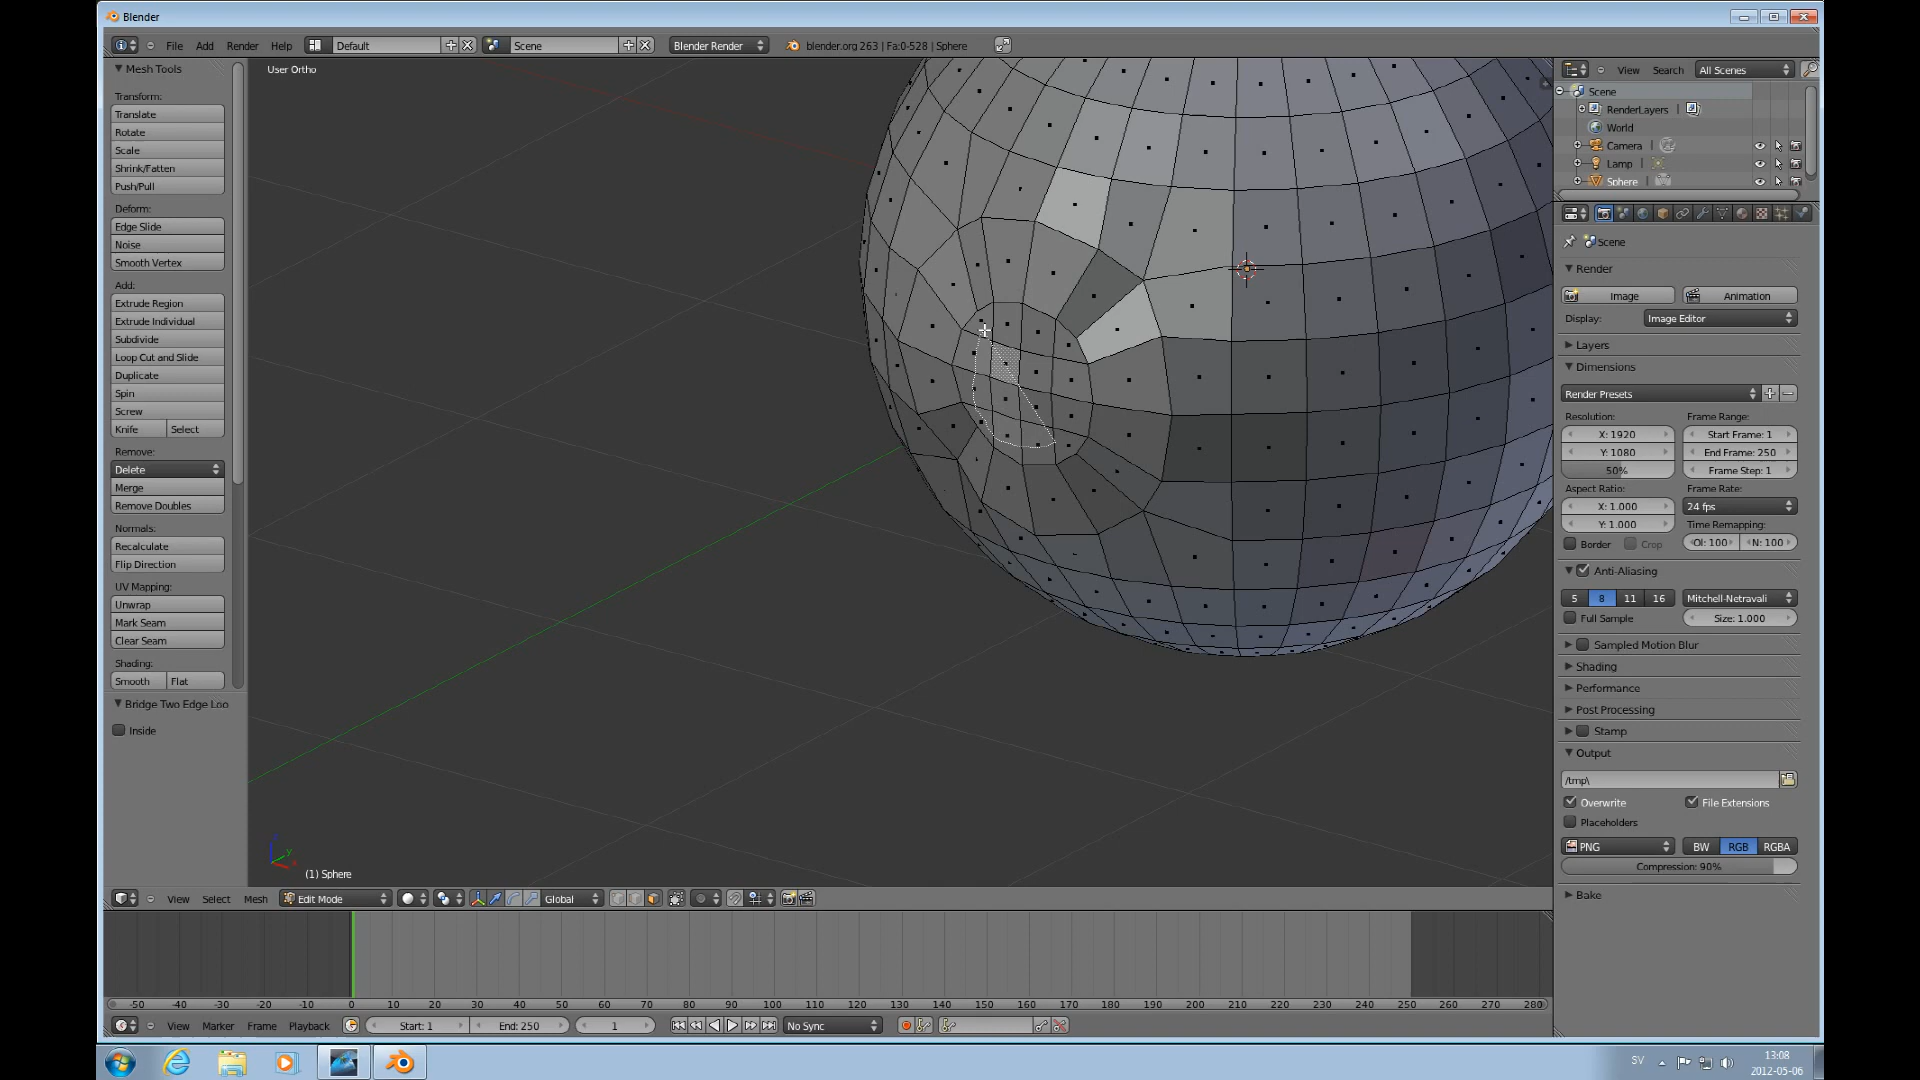 Blender
File Add Render Help Default Scene Blender Render blender.org 263 | Fa:0-528 | Sphere
Mesh Tools
Transform:
Translate
Rotate
Scale
Shrink/Fatten
Push/Pull
Deform:
Edge Slide
Noise
Smooth Vertex
Add:
Extrude Region
Extrude Individual
Subdivide
Loop Cut and Slide
Duplicate
Spin
Screw
Knife Select
Remove:
Delete
Merge
Remove Doubles
Normals:
Recalculate
Flip Direction
UV Mapping:
Unwrap
Mark Seam
Clear Seam
Shading:
Smooth Flat
Bridge Two Edge Loo
Inside
User Ortho
(1) Sphere
View Select Mesh Edit Mode Global
View Search All Scenes
Scene
RenderLayers
World
Camera
Lamp
Sphere
Scene
Render
Image Animation
Display: Image Editor
Layers
Dimensions
Render Presets
Resolution: Frame Range:
X: 1920 Start Frame: 1
Y: 1080 End Frame: 250
50% Frame Step: 1
Aspect Ratio: Frame Rate:
X: 1.000 24 fps
Y: 1.000 Time Remapping:
Border Crop Ol: 100 N: 100
Anti-Aliasing
5 8 11 16 Mitchell-Netravali
Full Sample Size: 1.000
Sampled Motion Blur
Shading
Performance
Post Processing
Stamp
Output
/tmp\
Overwrite File Extensions
Placeholders
PNG BW RGB RGBA
Compression: 90%
Bake
-50 -40 -30 -20 -10 0 10 20 30 40 50 60 70 80 90 100 110 120 130 140 150 160 170 180 190 200 210 220 230 240 250 260 270 280
View Marker Frame Playback Start: 1 End: 250 1 No Sync
SV 13:08
2012-05-06